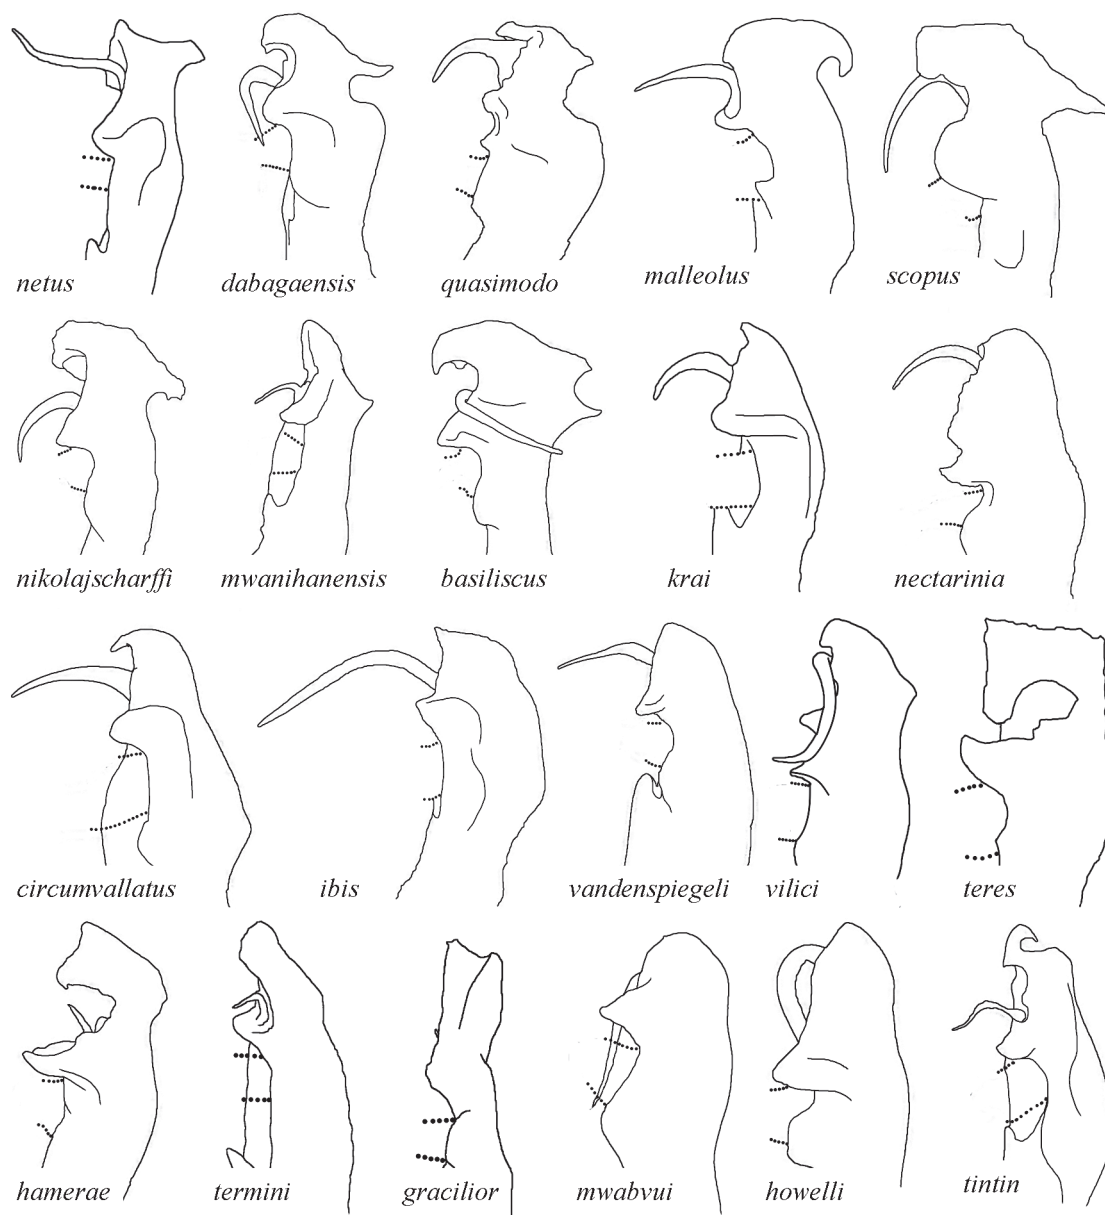 netus dabagaensis quasimodo malleolus scopus
nikolajscharffi mwanihanensis basiliscus krai nectarinia
circumvallatus ibis vandenspiegeli vilici teres
hamerae termini gracilior mwabvui howelli tintin